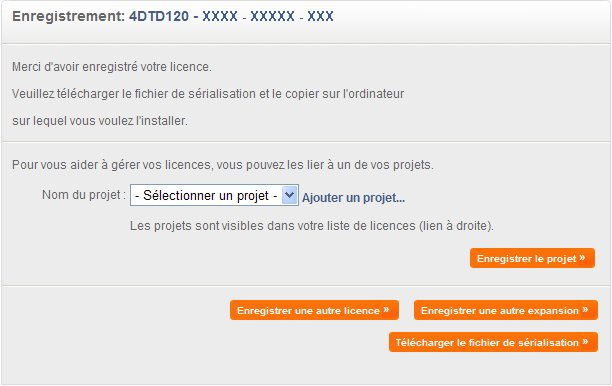 Enregistrement: 4DTD120 - XXXX - XXXXX - XXX
Merci d'avoir enregistré votre licence.
Veuillez télécharger le fichier de sérialisation et le copier sur l'ordinateur
sur lequel vous voulez l'installer.
Pour vous aider à gérer vos licences, vous pouvez les lier à un de vos projets.
Nom du projet : - Sélectionner un projet - Ajouter un projet...
Les projets sont visibles dans votre liste de licences (lien à droite).
Enregistrer le projet »
Enregistrer une autre licence » Enregistrer une autre expansion »
Télécharger le fichier de sérialisation »